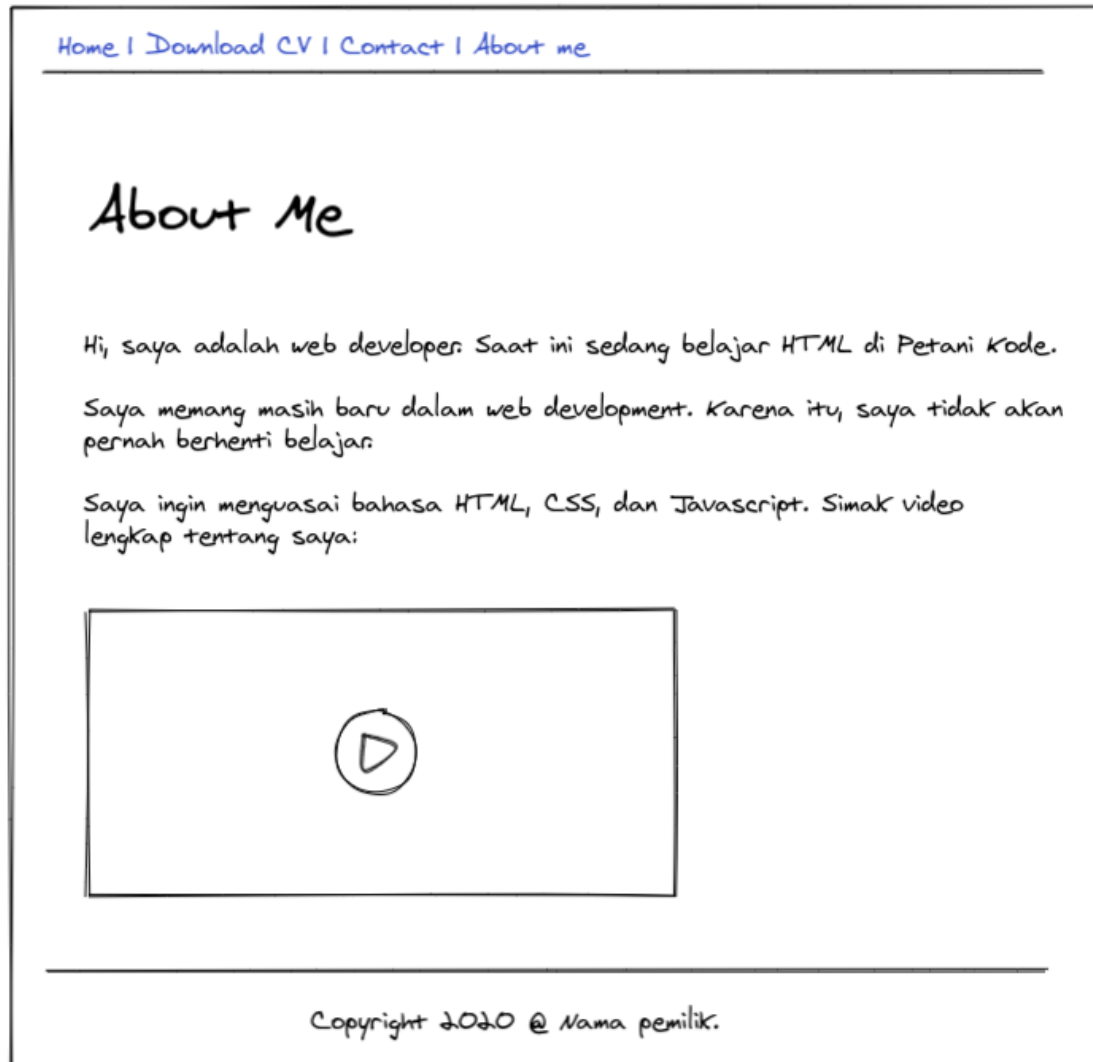 Home | Download CV | Contact | About me
About Me
Hi, saya adalah web developer. Saat ini sedang belajar HTML di Petani Kode.
Saya memang masih baru dalam web development. Karena itu, saya tidak akan
pernah berhenti belajar.
Saya ingin menguasai bahasa HTML, CSS, dan Javascript. Simak video
lengkap tentang saya:
Copyright 2020 @ Nama pemilik.